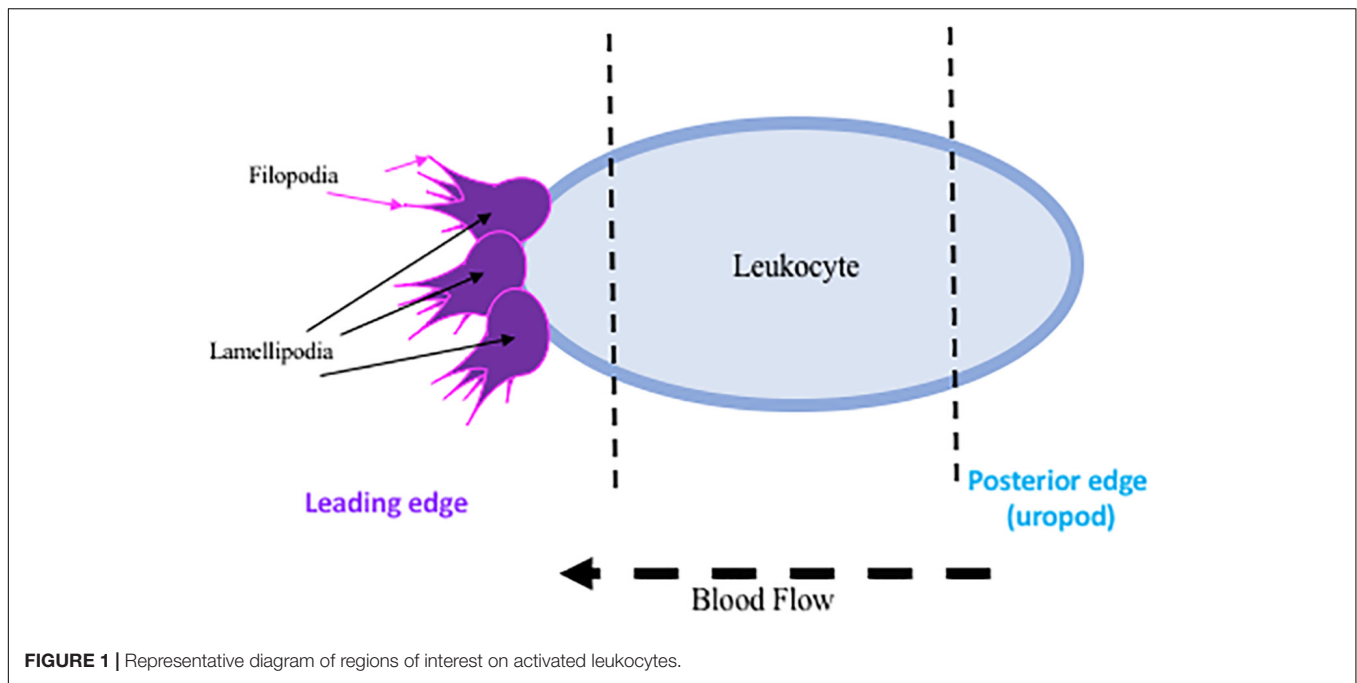 Filopodia
Leukocyte
Lamellipodia
Leading edge
Posterior edge
(uropod)
Blood Flow
FIGURE 1 | Representative diagram of regions of interest on activated leukocytes.